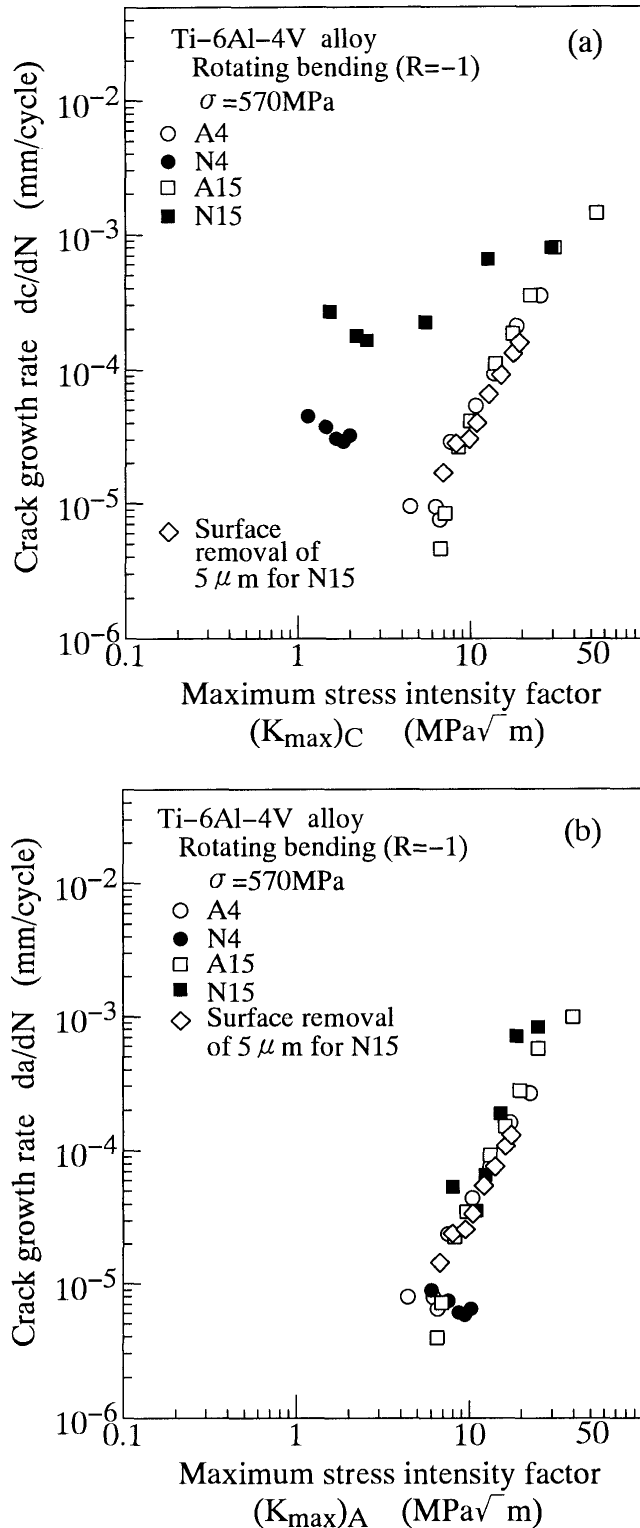 Ti-6Al-4V alloy
(a)
Rotating bending (R=-1)
σ=570MPa
A4
N4
A15
N15
Surface
removal of
5 μm for N15
Crack growth rate dc/dN (mm/cycle)
10⁻²
10⁻³
10⁻⁴
10⁻⁵
10⁻⁶
0.1
1
10
50
Maximum stress intensity factor
(Kmax)C (MPa√m)
Ti-6Al-4V alloy
(b)
Rotating bending (R=-1)
σ=570MPa
A4
N4
A15
N15
Surface removal
of 5 μm for N15
Crack growth rate da/dN (mm/cycle)
10⁻²
10⁻³
10⁻⁴
10⁻⁵
10⁻⁶
0.1
1
10
50
Maximum stress intensity factor
(Kmax)A (MPa√m)